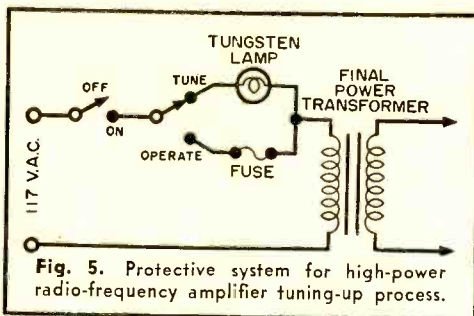 TUNGSTEN
LAMP
OFF
TUNE
FINAL
POWER
TRANSFORMER
ON
OPERATE
FUSE
117 V.A.C.
Fig. 5. Protective system for high-power
radio-frequency amplifier tuning-up process.